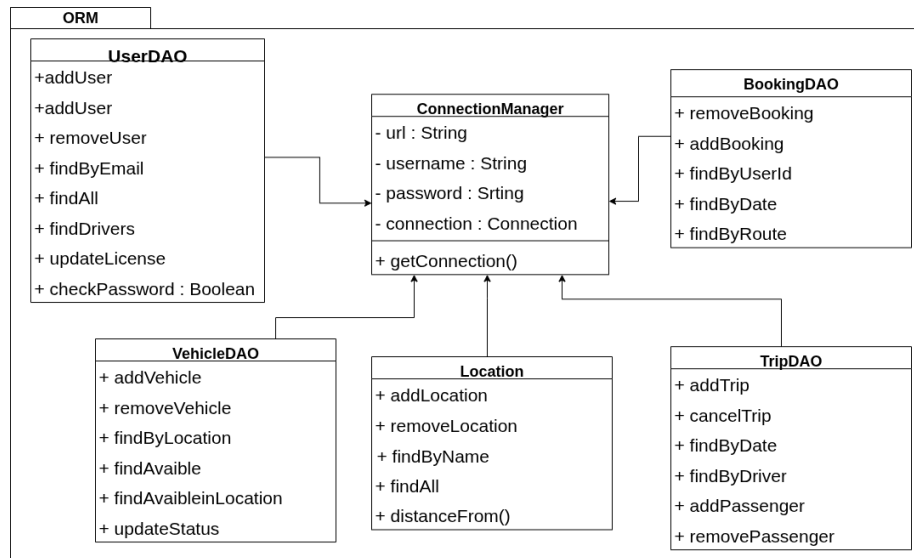 ORM
UserDAO
+addUser
+addUser
+ removeUser
+ findByEmail
+ findAll
+ findDrivers
+ updateLicense
+ checkPassword : Boolean
ConnectionManager
- url : String
- username : String
- password : Srting
- connection : Connection
+ getConnection()
BookingDAO
+ removeBooking
+ addBooking
+ findByUserId
+ findByDate
+ findByRoute
VehicleDAO
+ addVehicle
+ removeVehicle
+ findByLocation
+ findAvaible
+ findAvaibleinLocation
+ updateStatus
Location
+ addLocation
+ removeLocation
+ findByName
+ findAll
+ distanceFrom()
TripDAO
+ addTrip
+ cancelTrip
+ findByDate
+ findByDriver
+ addPassenger
+ removePassenger